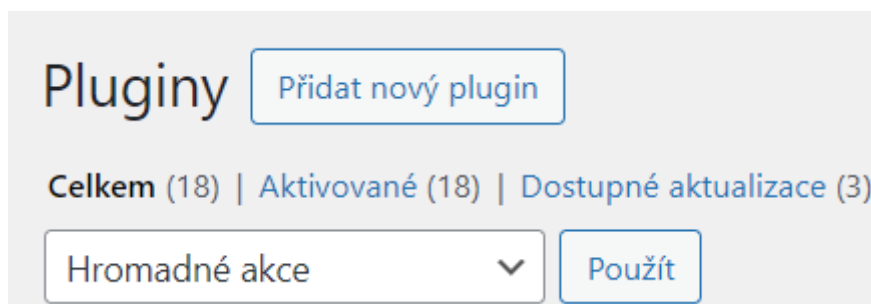 Pluginy Přidat nový plugin
Celkem (18) | Aktivované (18) | Dostupné aktualizace (3)
Hromadné akce Použít